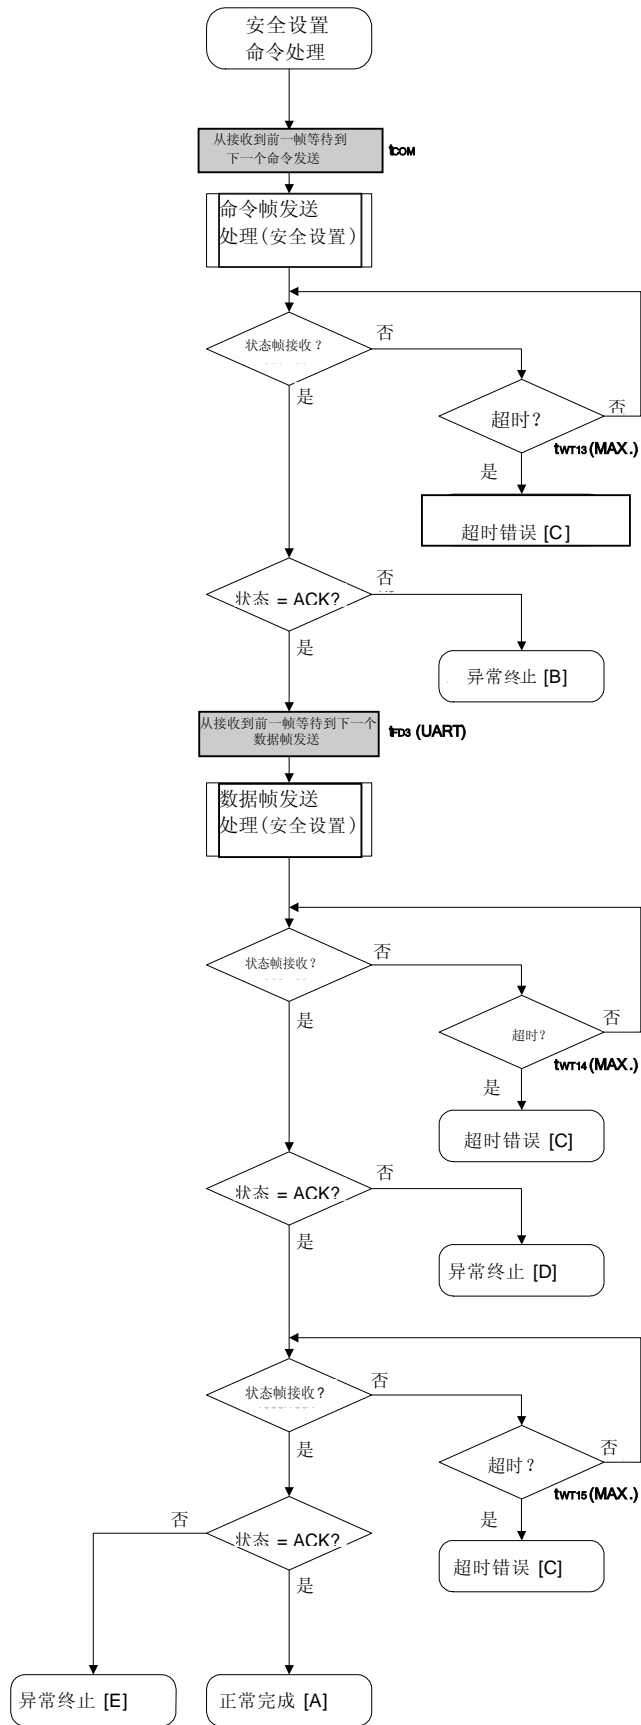 安全设置
命令处理
从接收到前一帧等待到
下一个命令发送
tCOM
命令帧发送
处理(安全设置)
状态帧接收？
否
是
超时？
否
tWT13 (MAX.)
是
超时错误 [C]
状态 = ACK?
否
是
异常终止 [B]
从接收到前一帧等待到下一个
数据帧发送
tFD3 (UART)
数据帧发送
处理(安全设置)
状态帧接收？
否
是
超时？
否
tWT14 (MAX.)
是
超时错误 [C]
状态 = ACK?
否
是
异常终止 [D]
状态帧接收？
否
是
超时？
否
tWT15 (MAX.)
是
超时错误 [C]
状态 = ACK?
否
是
异常终止 [E]
正常完成 [A]